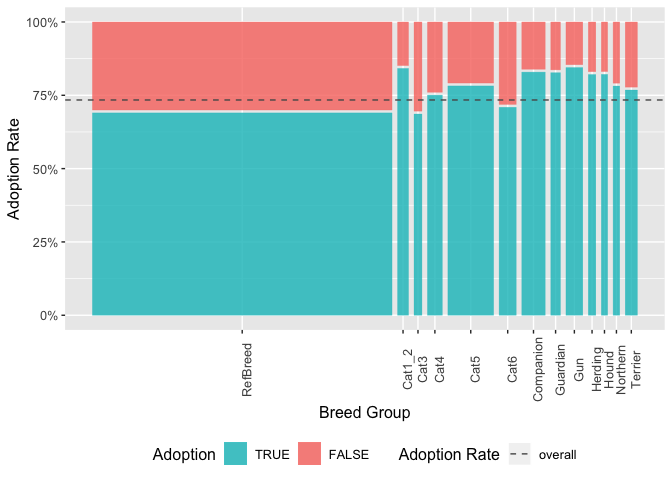 100%
75%
50%
25%
0%
Adoption Rate
RefBreed
Cat1_2
Cat3
Cat4
Cat5
Cat6
Companion
Guardian
Gun
Herding
Hound
Northern
Terrier
Breed Group
Adoption TRUE FALSE Adoption Rate overall